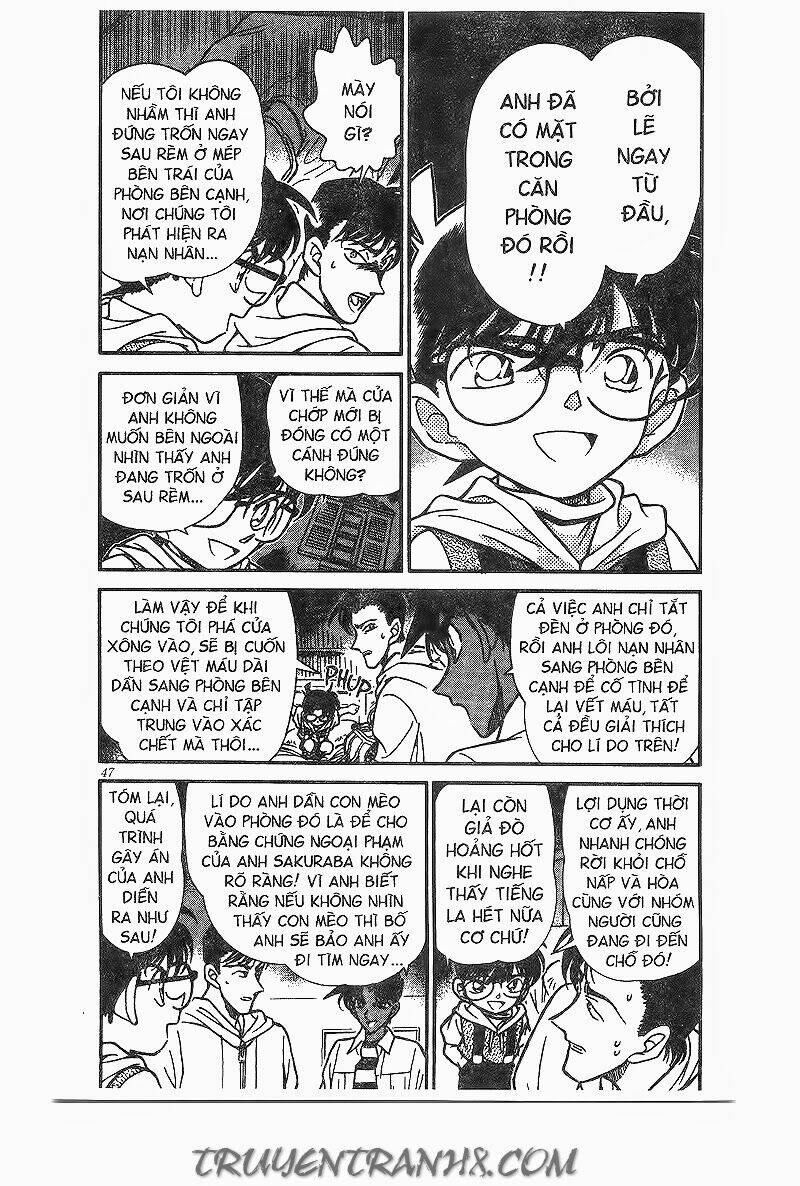 BỞI
LẼ
NGAY
TỪ
ĐẦU,
ANH ĐÃ
CÓ MẶT
TRONG
CĂN
PHÒNG
ĐÓ RỒI
!!
MÀY
NÓI
GÌ?
NẾU TÔI KHÔNG
NHẦM THÌ ANH
ĐỨNG TRỐN NGAY
SAU RÈM Ở MÉP
BÊN TRÁI CỦA
PHÒNG BÊN CẠNH,
NƠI CHÚNG TÔI
PHÁT HIỆN RA
NẠN NHÂN...
VÌ THẾ MÀ CỬA
CHỚP MỚI BỊ
ĐÓNG CÓ MỘT
CÁNH ĐÚNG
KHÔNG?
ĐƠN GIẢN VÌ
ANH KHÔNG
MUỐN BÊN NGOÀI
NHÌN THẤY ANH
ĐANG TRỐN Ở
SAU RÈM...
CẢ VIỆC ANH CHỈ TẮT
ĐÈN Ở PHÒNG ĐÓ,
RỒI ANH LÔI NẠN NHÂN
SANG PHÒNG BÊN
CẠNH ĐỂ CỐ TÌNH ĐỂ
LẠI VẾT MÁU, TẤT
CẢ ĐỀU GIẢI THÍCH
CHO LÍ DO TRÊN!
PHỤP
LÀM VẬY ĐỂ KHI
CHÚNG TÔI PHÁ CỬA
XÔNG VÀO, SẼ BỊ CUỐN
THEO VỆT MÁU DÀI
DẪN SANG PHÒNG BÊN
CẠNH VÀ CHỈ TẬP
TRUNG VÀO XÁC
CHẾT MÀ THÔI...
47
LỢI DỤNG THỜI
CƠ ẤY, ANH
NHANH CHÓNG
RỜI KHỎI CHỖ
NẤP VÀ HÒA
CÙNG VỚI NHÓM
NGƯỜI CŨNG
ĐANG ĐI ĐẾN
CHỖ ĐÓ!
LẠI CÒN
GIẢ ĐÒ
HOẢNG HỐT
KHI NGHE
THẤY TIẾNG
LA HÉT NỮA
CƠ CHỨ!
LÍ DO ANH DẪN CON MÈO
VÀO PHÒNG ĐÓ LÀ ĐỂ CHO
BẰNG CHỨNG NGOẠI PHẠM
CỦA ANH SAKURABA KHÔNG
RÕ RÀNG! VÌ ANH BIẾT
RẰNG NẾU KHÔNG NHÌN
THẤY CON MÈO THÌ BỐ
ANH SẼ BẢO ANH ẤY
ĐI TÌM NGAY...
TÓM LẠI,
QUÁ
TRÌNH
GÂY ÁN
CỦA ANH
DIỄN
RA NHƯ
SAU!
TRUYENTRANH8.COM